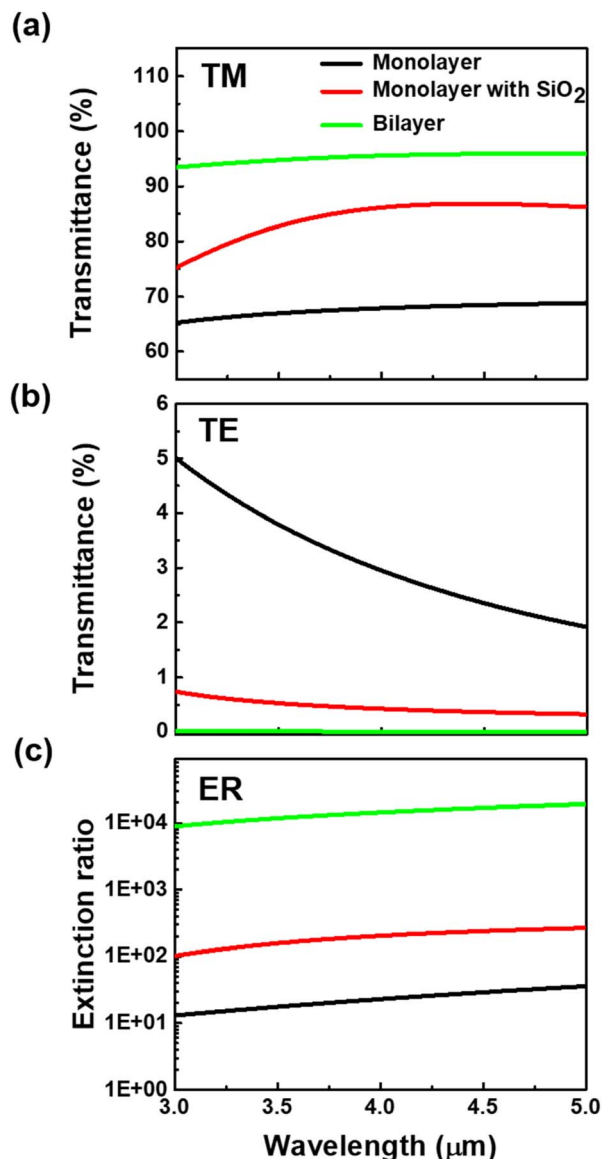 (a)
TM
Monolayer
Monolayer with SiO₂
Bilayer
110
100
90
80
70
60
Transmittance (%)
(b)
TE
6
5
4
3
2
1
0
Transmittance (%)
(c)
ER
1E+04
1E+03
1E+02
1E+01
1E+00
Extinction ratio
3.0 3.5 4.0 4.5 5.0
Wavelength (μm)